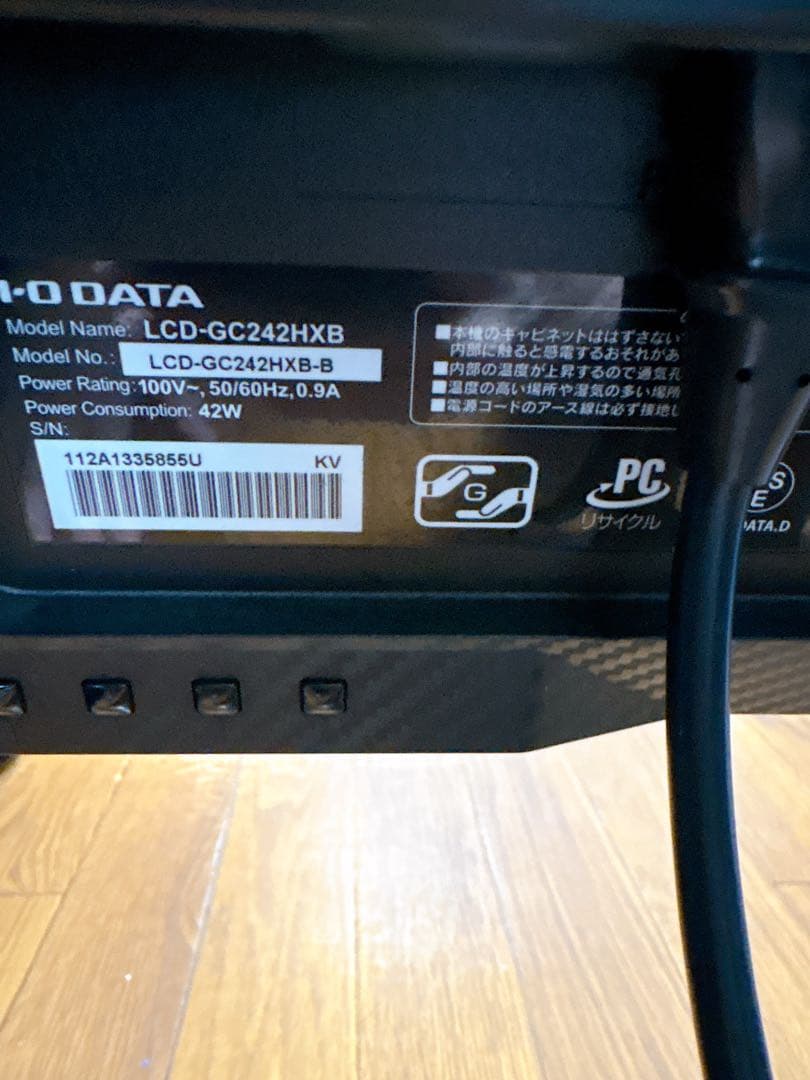 I-O DATA
Model Name: LCD-GC242HXB
Model No.: LCD-GC242HXB-B
Power Rating: 100V~, 50/60Hz, 0.9A
Power Consumption: 42W
S/N:
112A1335855U KV
■本機のキャビネットははずさない
内部に触ると感電するおそれがあ
■内部の温度が上昇するので通気孔
■温度の高い場所や湿気の多い場所
■電源コードのアース線は必ず接地し
G
PC
リサイクル
S
E
DATA.D